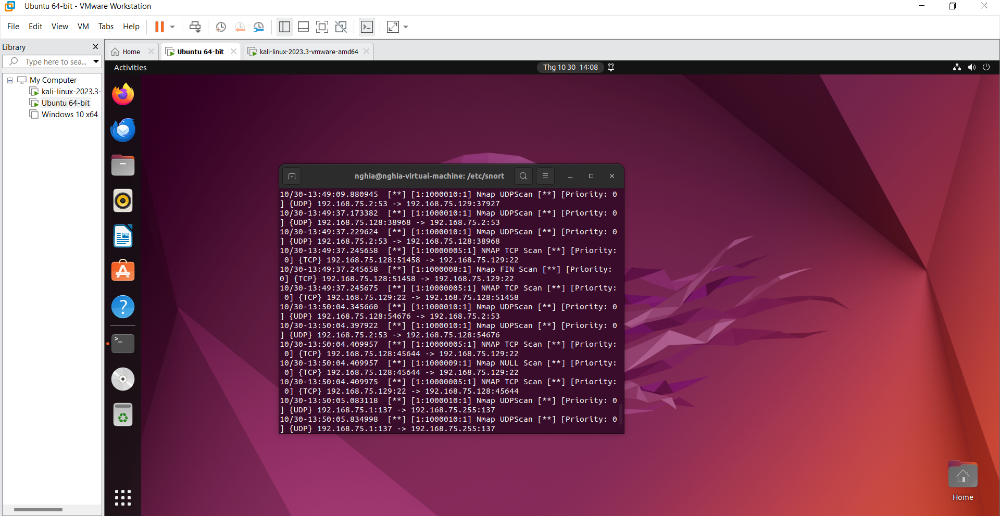 Ubuntu 64-bit - VMware Workstation
File Edit View VM Tabs Help
Library
Type here to sea...
My Computer
kali-linux-2023.3-
Ubuntu 64-bit
Windows 10 x64
Home Ubuntu 64-bit kali-linux-2023.3-vmware-amd64
Activities Thg 10 30 14:08
nghia@nghia-virtual-machine: /etc/snort
10/30-13:49:09.880945  [**] [1:1000010:1] Nmap UDPScan [**] [Priority: 0
] {UDP} 192.168.75.2:53 -> 192.168.75.129:37927
10/30-13:49:37.173382  [**] [1:1000010:1] Nmap UDPScan [**] [Priority: 0
] {UDP} 192.168.75.128:38968 -> 192.168.75.2:53
10/30-13:49:37.229624  [**] [1:1000010:1] Nmap UDPScan [**] [Priority: 0
] {UDP} 192.168.75.2:53 -> 192.168.75.128:38968
10/30-13:49:37.245658  [**] [1:10000005:1] NMAP TCP Scan [**] [Priority:
 0] {TCP} 192.168.75.128:51458 -> 192.168.75.129:22
10/30-13:49:37.245658  [**] [1:1000008:1] Nmap FIN Scan [**] [Priority:
0] {TCP} 192.168.75.128:51458 -> 192.168.75.129:22
10/30-13:49:37.245675  [**] [1:10000005:1] NMAP TCP Scan [**] [Priority:
 0] {TCP} 192.168.75.129:22 -> 192.168.75.128:51458
10/30-13:50:04.345660  [**] [1:1000010:1] Nmap UDPScan [**] [Priority: 0
] {UDP} 192.168.75.128:54676 -> 192.168.75.2:53
10/30-13:50:04.397922  [**] [1:1000010:1] Nmap UDPScan [**] [Priority: 0
] {UDP} 192.168.75.2:53 -> 192.168.75.128:54676
10/30-13:50:04.409957  [**] [1:10000005:1] NMAP TCP Scan [**] [Priority:
 0] {TCP} 192.168.75.128:45644 -> 192.168.75.129:22
10/30-13:50:04.409957  [**] [1:1000009:1] Nmap NULL Scan [**] [Priority:
 0] {TCP} 192.168.75.128:45644 -> 192.168.75.129:22
10/30-13:50:04.409975  [**] [1:10000005:1] NMAP TCP Scan [**] [Priority:
 0] {TCP} 192.168.75.129:22 -> 192.168.75.128:45644
10/30-13:50:05.083118  [**] [1:1000010:1] Nmap UDPScan [**] [Priority: 0
] {UDP} 192.168.75.1:137 -> 192.168.75.255:137
10/30-13:50:05.834998  [**] [1:1000010:1] Nmap UDPScan [**] [Priority: 0
] {UDP} 192.168.75.1:137 -> 192.168.75.255:137
Home